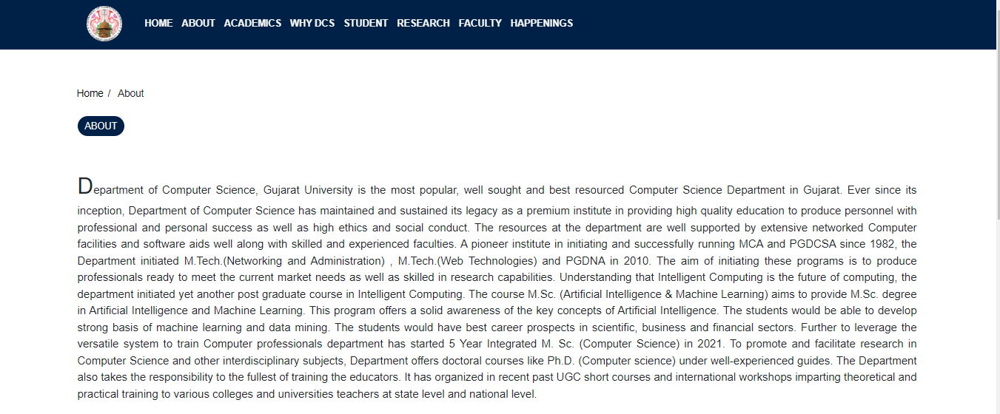 HOME ABOUT ACADEMICS WHY DCS STUDENT RESEARCH FACULTY HAPPENINGS
Home / About
ABOUT
Department of Computer Science, Gujarat University is the most popular, well sought and best resourced Computer Science Department in Gujarat. Ever since its
inception, Department of Computer Science has maintained and sustained its legacy as a premium institute in providing high quality education to produce personnel with
professional and personal success as well as high ethics and social conduct. The resources at the department are well supported by extensive networked Computer
facilities and software aids well along with skilled and experienced faculties. A pioneer institute in initiating and successfully running MCA and PGDCSA since 1982, the
Department initiated M.Tech.(Networking and Administration) , M.Tech.(Web Technologies) and PGDNA in 2010. The aim of initiating these programs is to produce
professionals ready to meet the current market needs as well as skilled in research capabilities. Understanding that Intelligent Computing is the future of computing, the
department initiated yet another post graduate course in Intelligent Computing. The course M.Sc. (Artificial Intelligence & Machine Learning) aims to provide M.Sc. degree
in Artificial Intelligence and Machine Learning. This program offers a solid awareness of the key concepts of Artificial Intelligence. The students would be able to develop
strong basis of machine learning and data mining. The students would have best career prospects in scientific, business and financial sectors. Further to leverage the
versatile system to train Computer professionals department has started 5 Year Integrated M. Sc. (Computer Science) in 2021. To promote and facilitate research in
Computer Science and other interdisciplinary subjects, Department offers doctoral courses like Ph.D. (Computer science) under well-experienced guides. The Department
also takes the responsibility to the fullest of training the educators. It has organized in recent past UGC short courses and international workshops imparting theoretical and
practical training to various colleges and universities teachers at state level and national level.